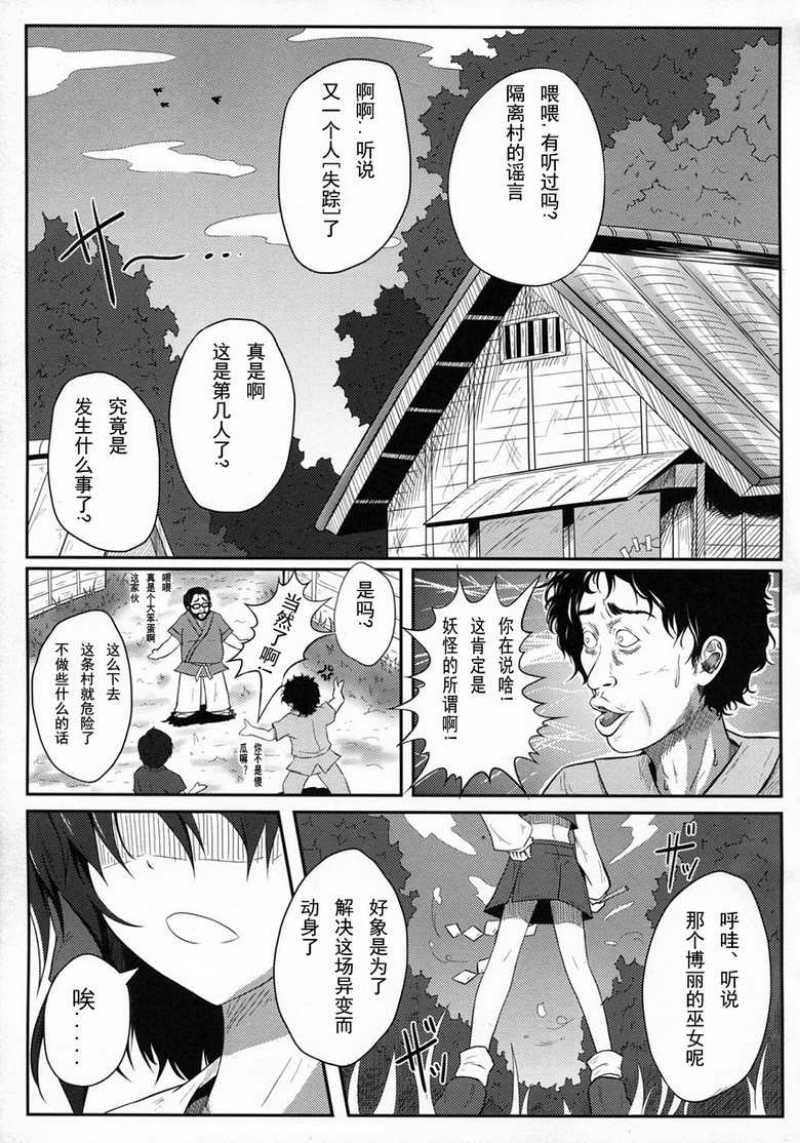 喂喂，有听过吗？
隔离村的谣言
啊啊..听说
又一个人[失踪]了
真是啊
这是第几人了？
究竟是
发生什么事了？
你在说啥！
这肯定是
妖怪的所谓啊！
是吗？
当然了啊！
你不是傻
瓜嘛？
喂喂
真是个大笨蛋啊
这家伙
这么下去
这条村就危险了
不做些什么的话
呼哇、听说
那个博丽的巫女呢
好象是为了
解决这场异变而
动身了
唉.....